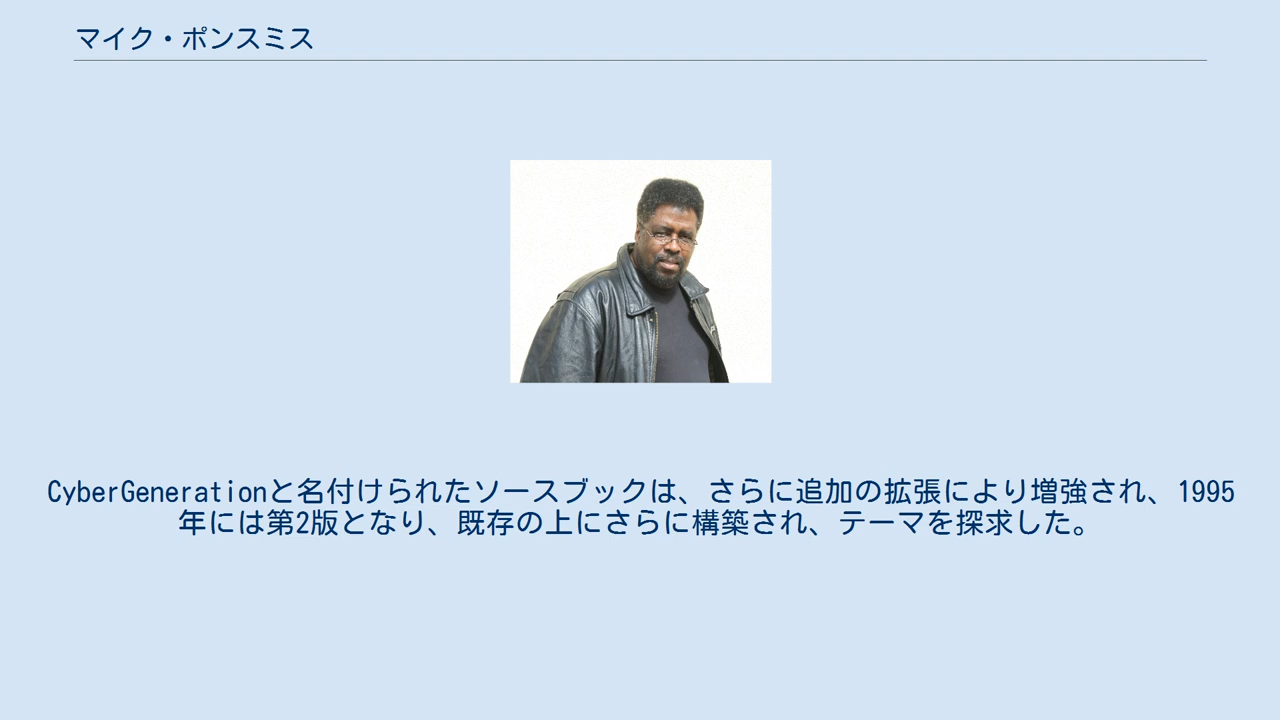 マイク・ポンスミス
CyberGenerationと名付けられたソースブックは、さらに追加の拡張により増強され、1995
年には第2版となり、既存の上にさらに構築され、テーマを探求した。